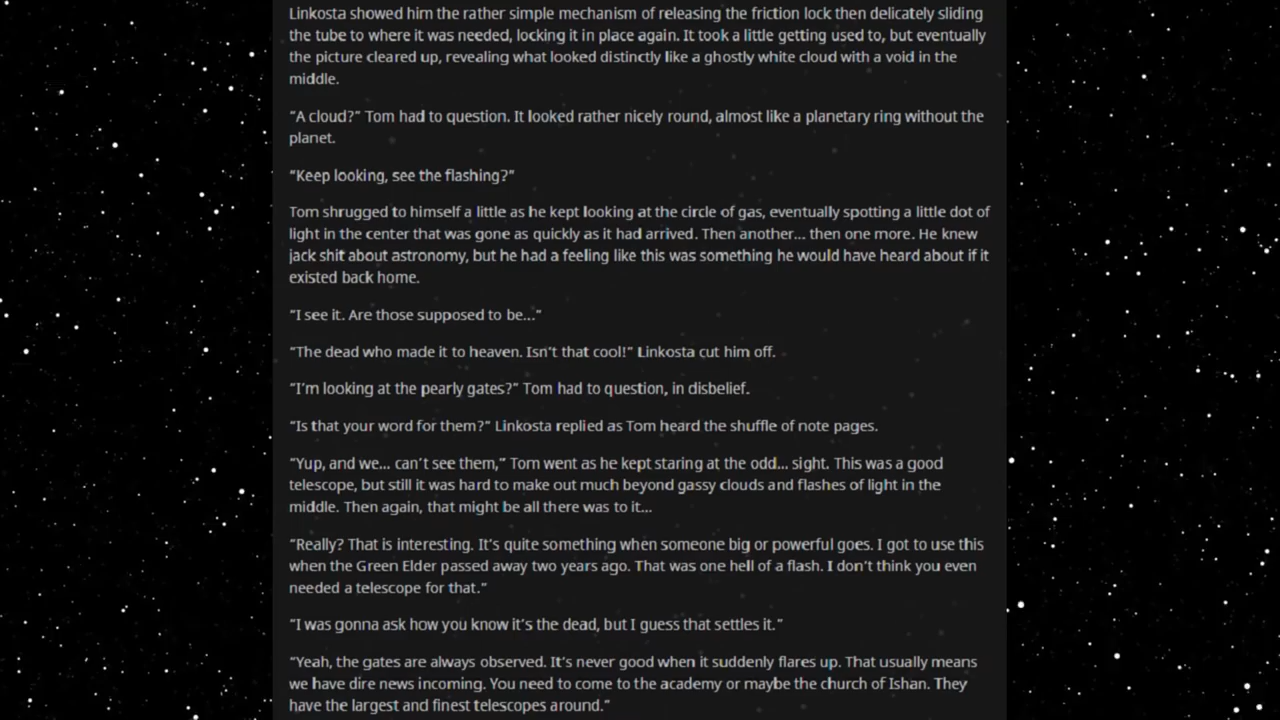 Linkosta showed him the rather simple mechanism of releasing the friction lock then delicately sliding
the tube to where it was needed, locking it in place again. It took a little getting used to, but eventually
the picture cleared up, revealing what looked distinctly like a ghostly white cloud with a void in the
middle.
“A cloud?” Tom had to question. It looked rather nicely round, almost like a planetary ring without the
planet.
“Keep looking, see the flashing?”
Tom shrugged to himself a little as he kept looking at the circle of gas, eventually spotting a little dot of
light in the center that was gone as quickly as it had arrived. Then another... then one more. He knew
jack shit about astronomy, but he had a feeling like this was something he would have heard about if it
existed back home.
“I see it. Are those supposed to be...”
“The dead who made it to heaven. Isn’t that cool!” Linkosta cut him off.
“I’m looking at the pearly gates?” Tom had to question, in disbelief.
“Is that your word for them?” Linkosta replied as Tom heard the shuffle of note pages.
“Yup, and we... can’t see them,” Tom went as he kept staring at the odd... sight. This was a good
telescope, but still it was hard to make out much beyond gassy clouds and flashes of light in the
middle. Then again, that might be all there was to it...
“Really? That is interesting. It’s quite something when someone big or powerful goes. I got to use this
when the Green Elder passed away two years ago. That was one hell of a flash. I don’t think you even
needed a telescope for that.”
“I was gonna ask how you know it’s the dead, but I guess that settles it.”
“Yeah, the gates are always observed. It’s never good when it suddenly flares up. That usually means
we have dire news incoming. You need to come to the academy or maybe the church of Ishan. They
have the largest and finest telescopes around.”